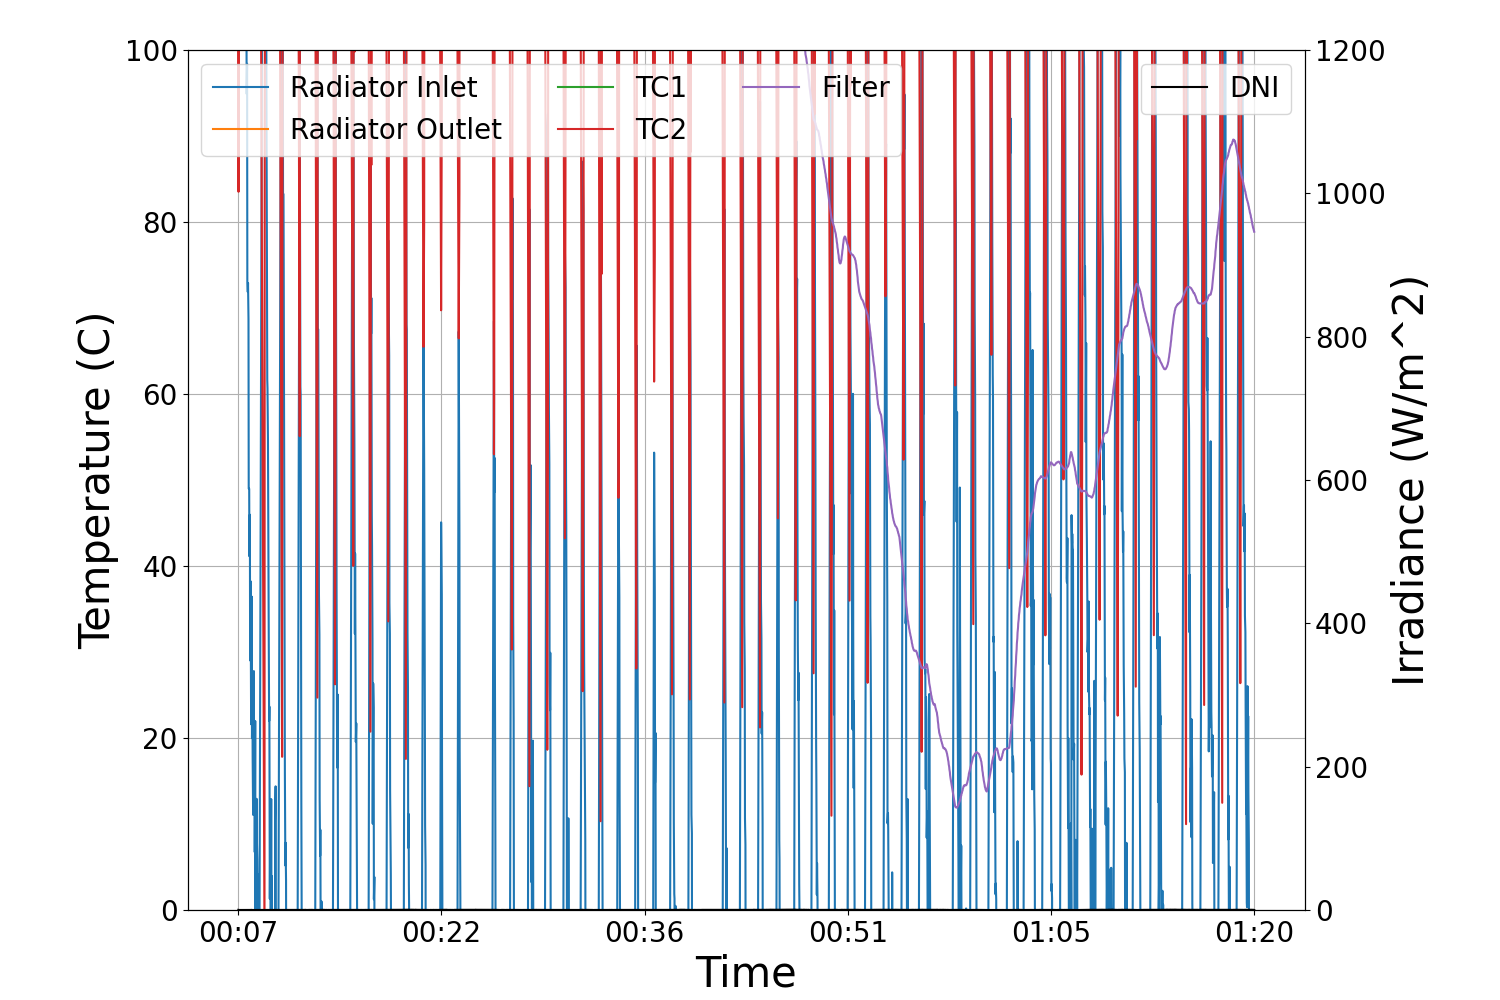 100
80
60
40
20
0
Temperature (C)
Radiator Inlet
Radiator Outlet
TC1
TC2
Filter
DNI
1200
1000
800
600
400
200
0
Irradiance (W/m^2)
00:07 00:22 00:36 00:51 01:05 01:20
Time